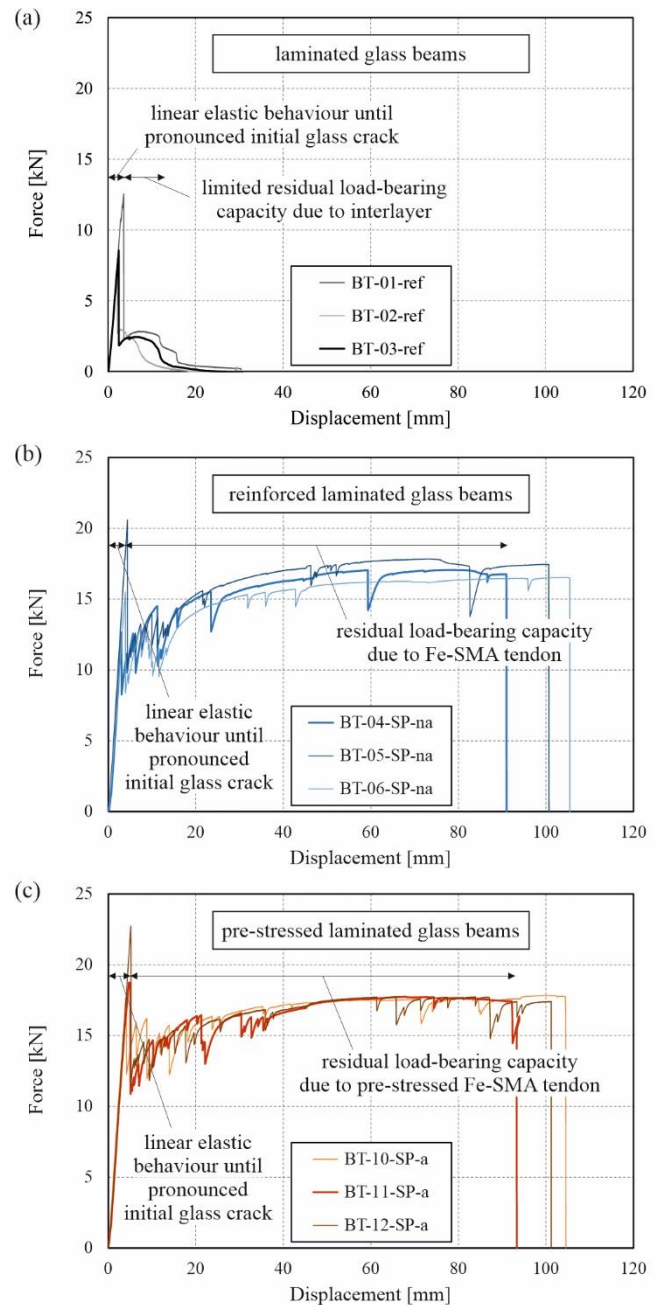 (a)
25
20
15
10
5
0
Force [kN]
laminated glass beams
linear elastic behaviour until
pronounced initial glass crack
limited residual load-bearing
capacity due to interlayer
BT-01-ref
BT-02-ref
BT-03-ref
0 20 40 60 80 100 120
Displacement [mm]
(b)
25
20
15
10
5
0
Force [kN]
reinforced laminated glass beams
residual load-bearing capacity
due to Fe-SMA tendon
linear elastic
behaviour until
pronounced
initial glass crack
BT-04-SP-na
BT-05-SP-na
BT-06-SP-na
0 20 40 60 80 100 120
Displacement [mm]
(c)
25
20
15
10
5
0
Force [kN]
pre-stressed laminated glass beams
residual load-bearing capacity
due to pre-stressed Fe-SMA tendon
linear elastic
behaviour until
pronounced
initial glass crack
BT-10-SP-a
BT-11-SP-a
BT-12-SP-a
0 20 40 60 80 100 120
Displacement [mm]